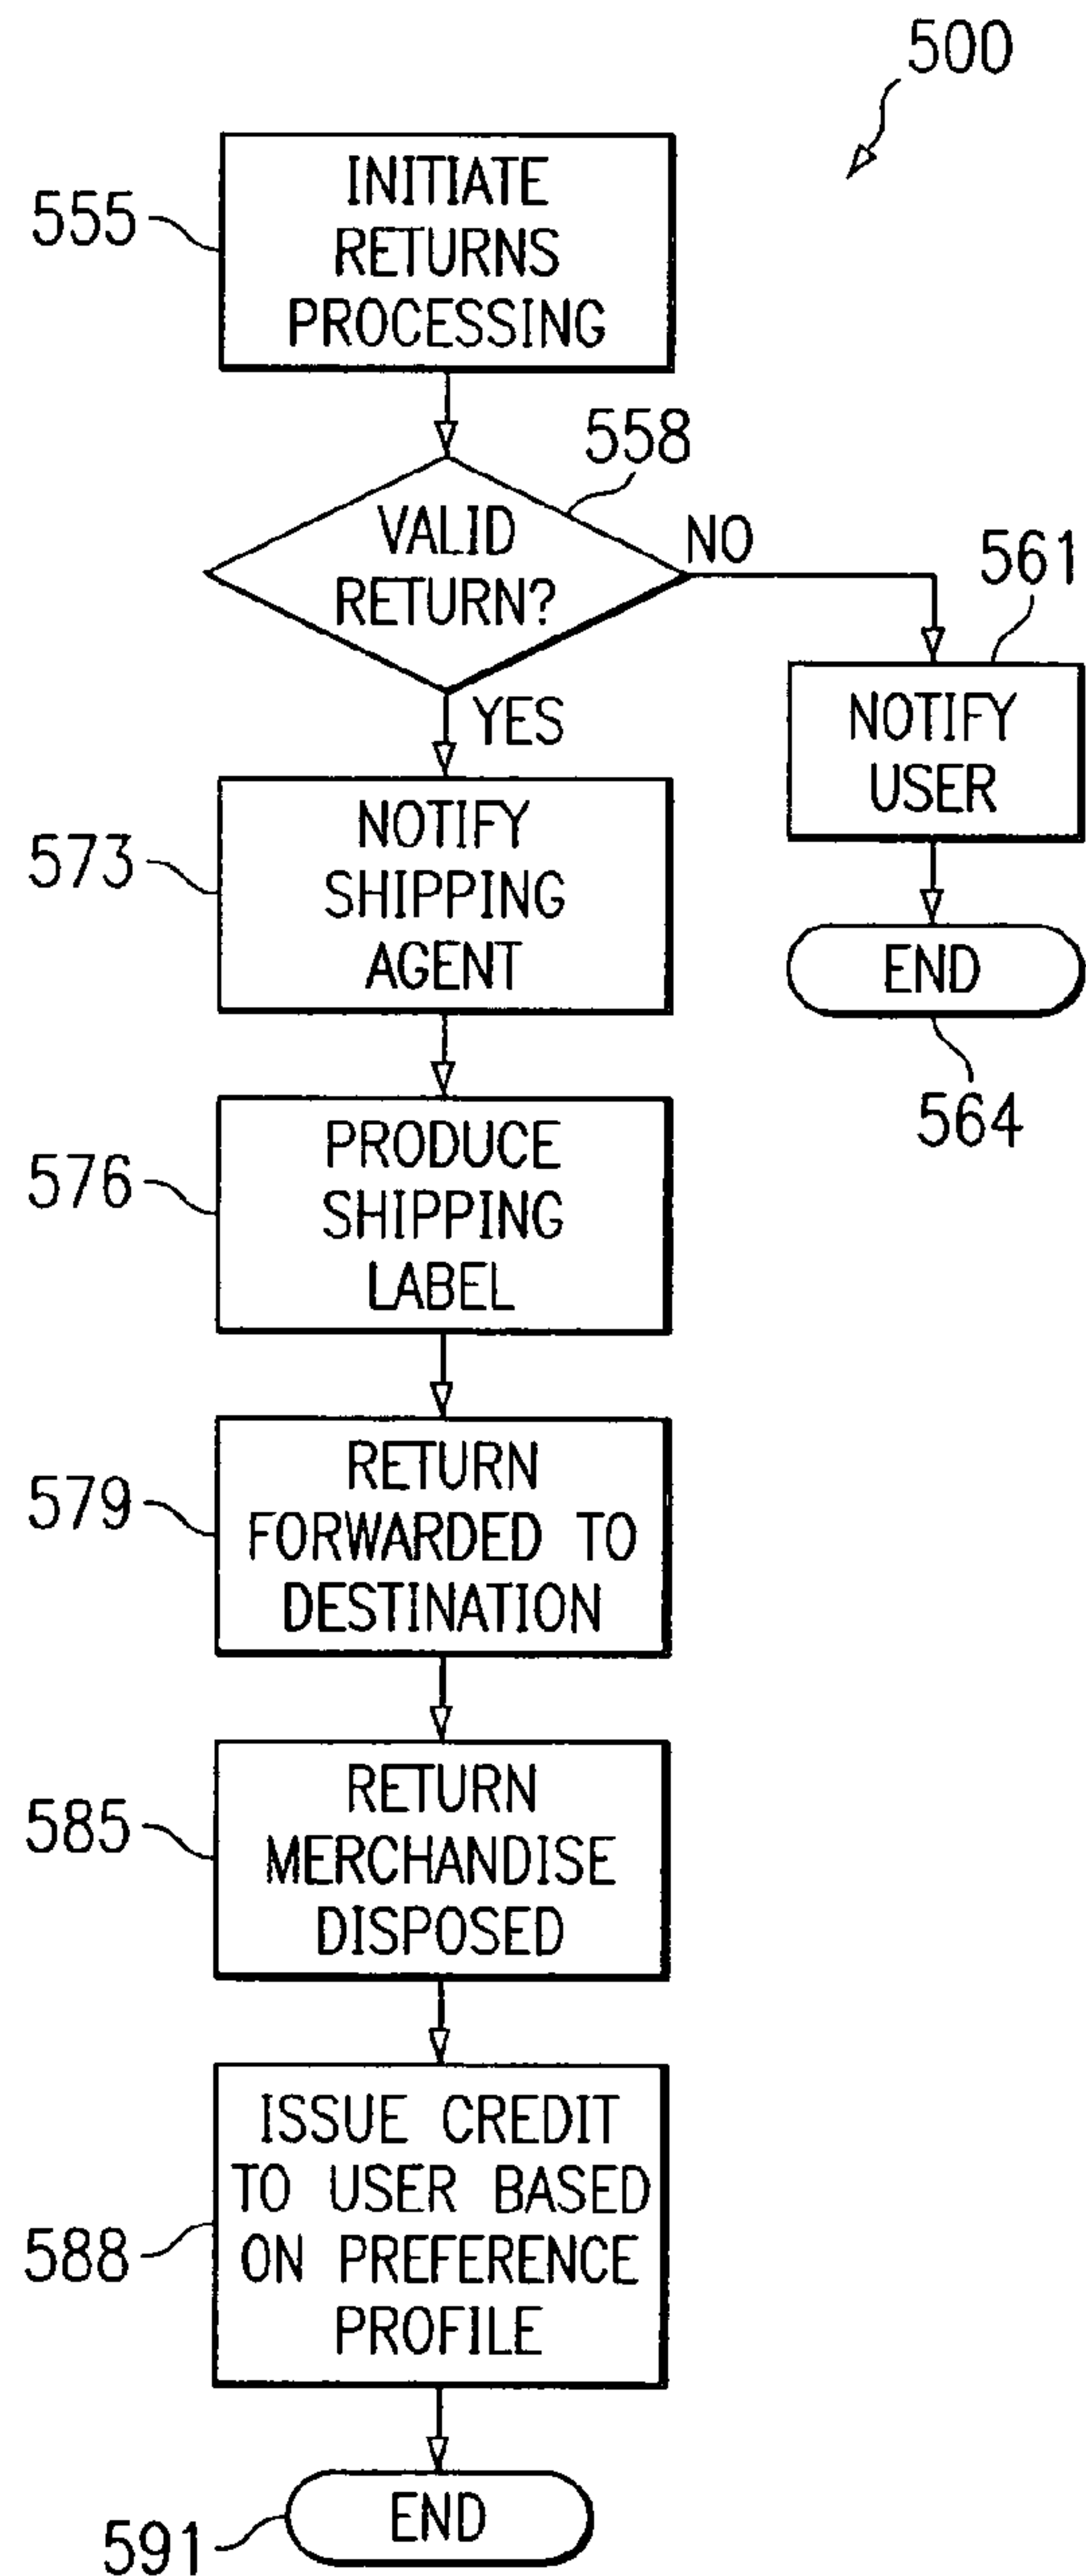 500
555
INITIATE
RETURNS
PROCESSING
558
VALID
RETURN?
NO
561
NOTIFY
USER
YES
573
NOTIFY
SHIPPING
AGENT
END
564
576
PRODUCE
SHIPPING
LABEL
579
RETURN
FORWARDED TO
DESTINATION
585
RETURN
MERCHANDISE
DISPOSED
588
ISSUE CREDIT
TO USER BASED
ON PREFERENCE
PROFILE
END
591